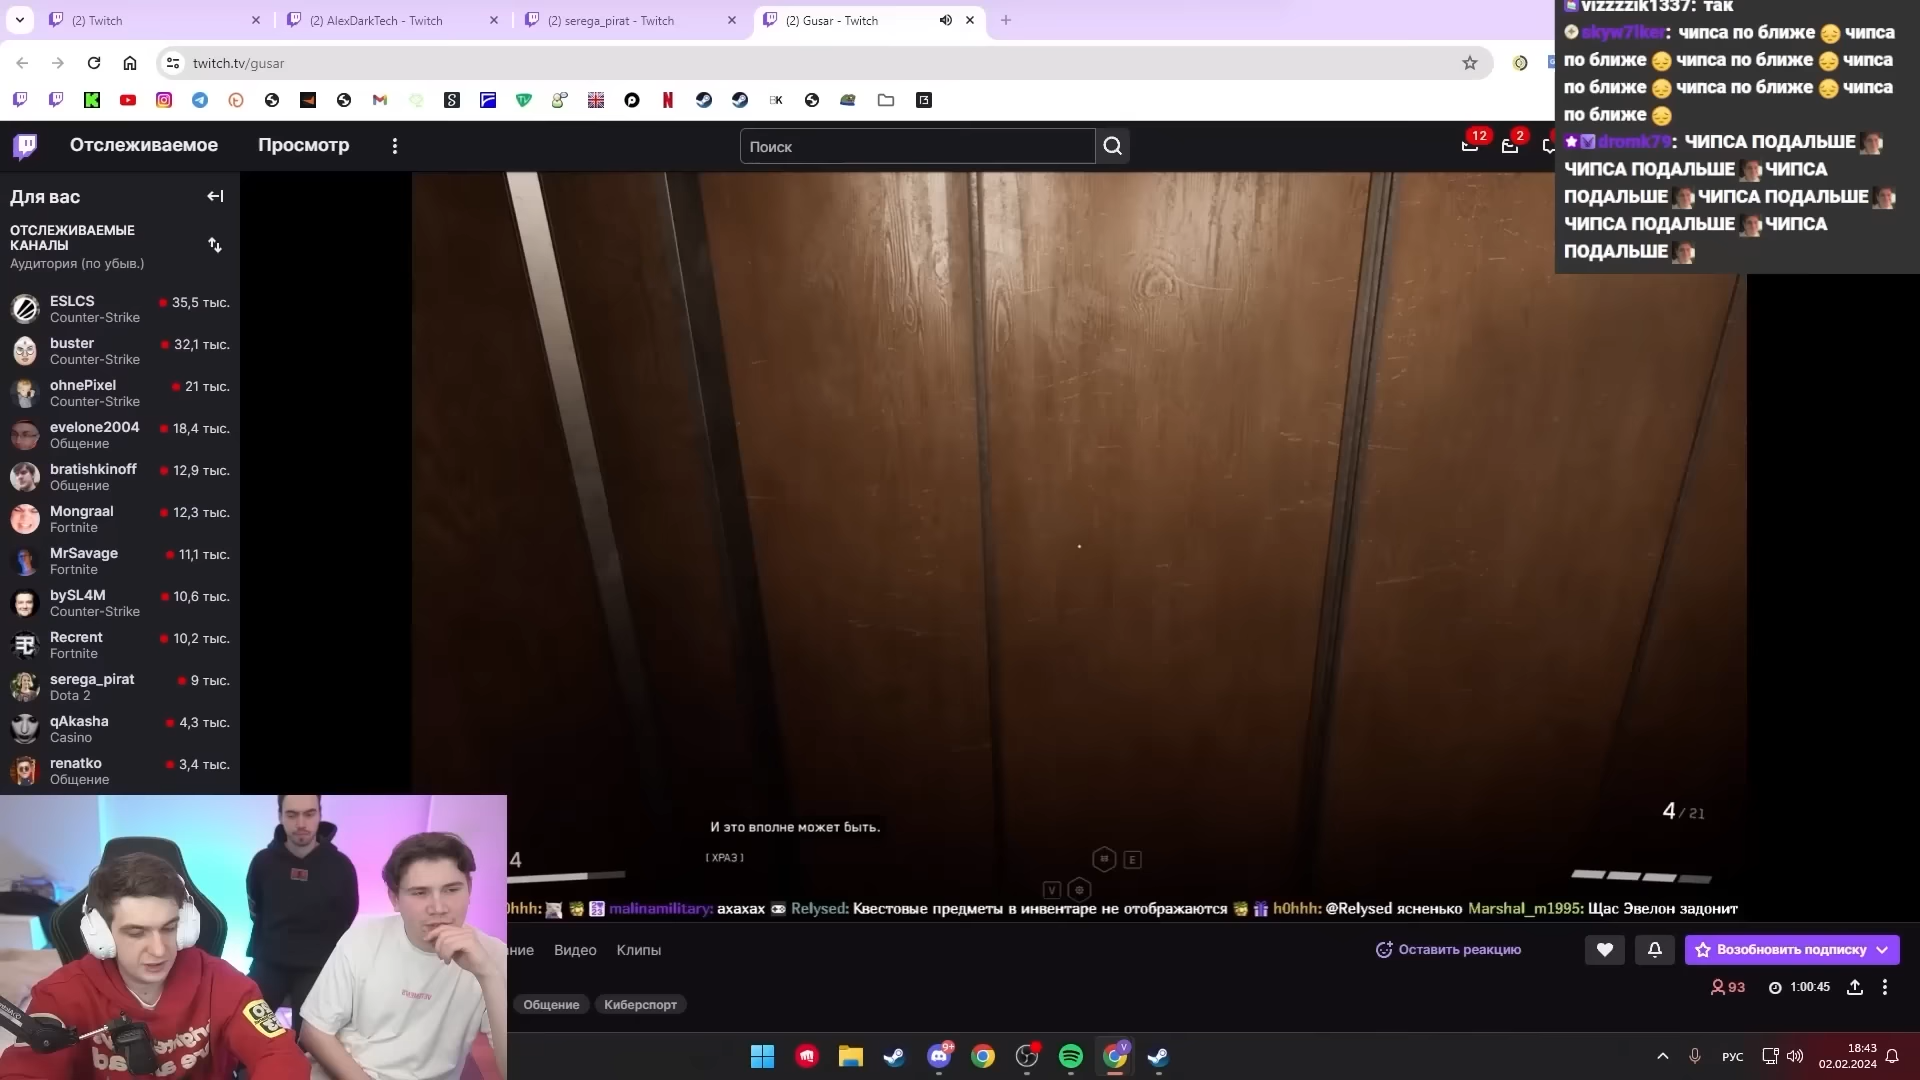 (2) Twitch
(2) AlexDarkTech - Twitch
(2) serega_pirat - Twitch
(2) Gusar - Twitch
twitch.tv/gusar
Отслеживаемое
Просмотр
Поиск
12
2
vizzzzik1337: так
skyw7lker: чипса по ближе 😔 чипса
по ближе 😔 чипса по ближе 😔 чипса
по ближе 😔 чипса по ближе 😔 чипса
по ближе 😔
dromk79: ЧИПСА ПОДАЛЬШЕ
ЧИПСА ПОДАЛЬШЕ ЧИПСА
ПОДАЛЬШЕ ЧИПСА ПОДАЛЬШЕ
ЧИПСА ПОДАЛЬШЕ ЧИПСА
ПОДАЛЬШЕ
Для вас
ОТСЛЕЖИВАЕМЫЕ
КАНАЛЫ
Аудитория (по убыв.)
ESLCS 35,5 тыс.
Counter-Strike
buster 32,1 тыс.
Counter-Strike
ohnePixel 21 тыс.
Counter-Strike
evelone2004 18,4 тыс.
Общение
bratishkinoff 12,9 тыс.
Общение
Mongraal 12,3 тыс.
Fortnite
MrSavage 11,1 тыс.
Fortnite
bySL4M 10,6 тыс.
Counter-Strike
Recrent 10,2 тыс.
Fortnite
serega_pirat 9 тыс.
Dota 2
qAkasha 4,3 тыс.
Casino
renatko 3,4 тыс.
Общение
И это вполне может быть.
[ ХРАЗ ]
4
4 / 21
E
V
0hhh: malinamilitary: ахахах Relysed: Квестовые предметы в инвентаре не отображаются h0hhh: @Relysed ясненько Marshal_m1995: Щас Эвелон задонит
ание
Видео
Клипы
Оставить реакцию
Возобновить подписку
Общение
Киберспорт
93
1:00:45
9+
V
РУС
18:43
02.02.2024